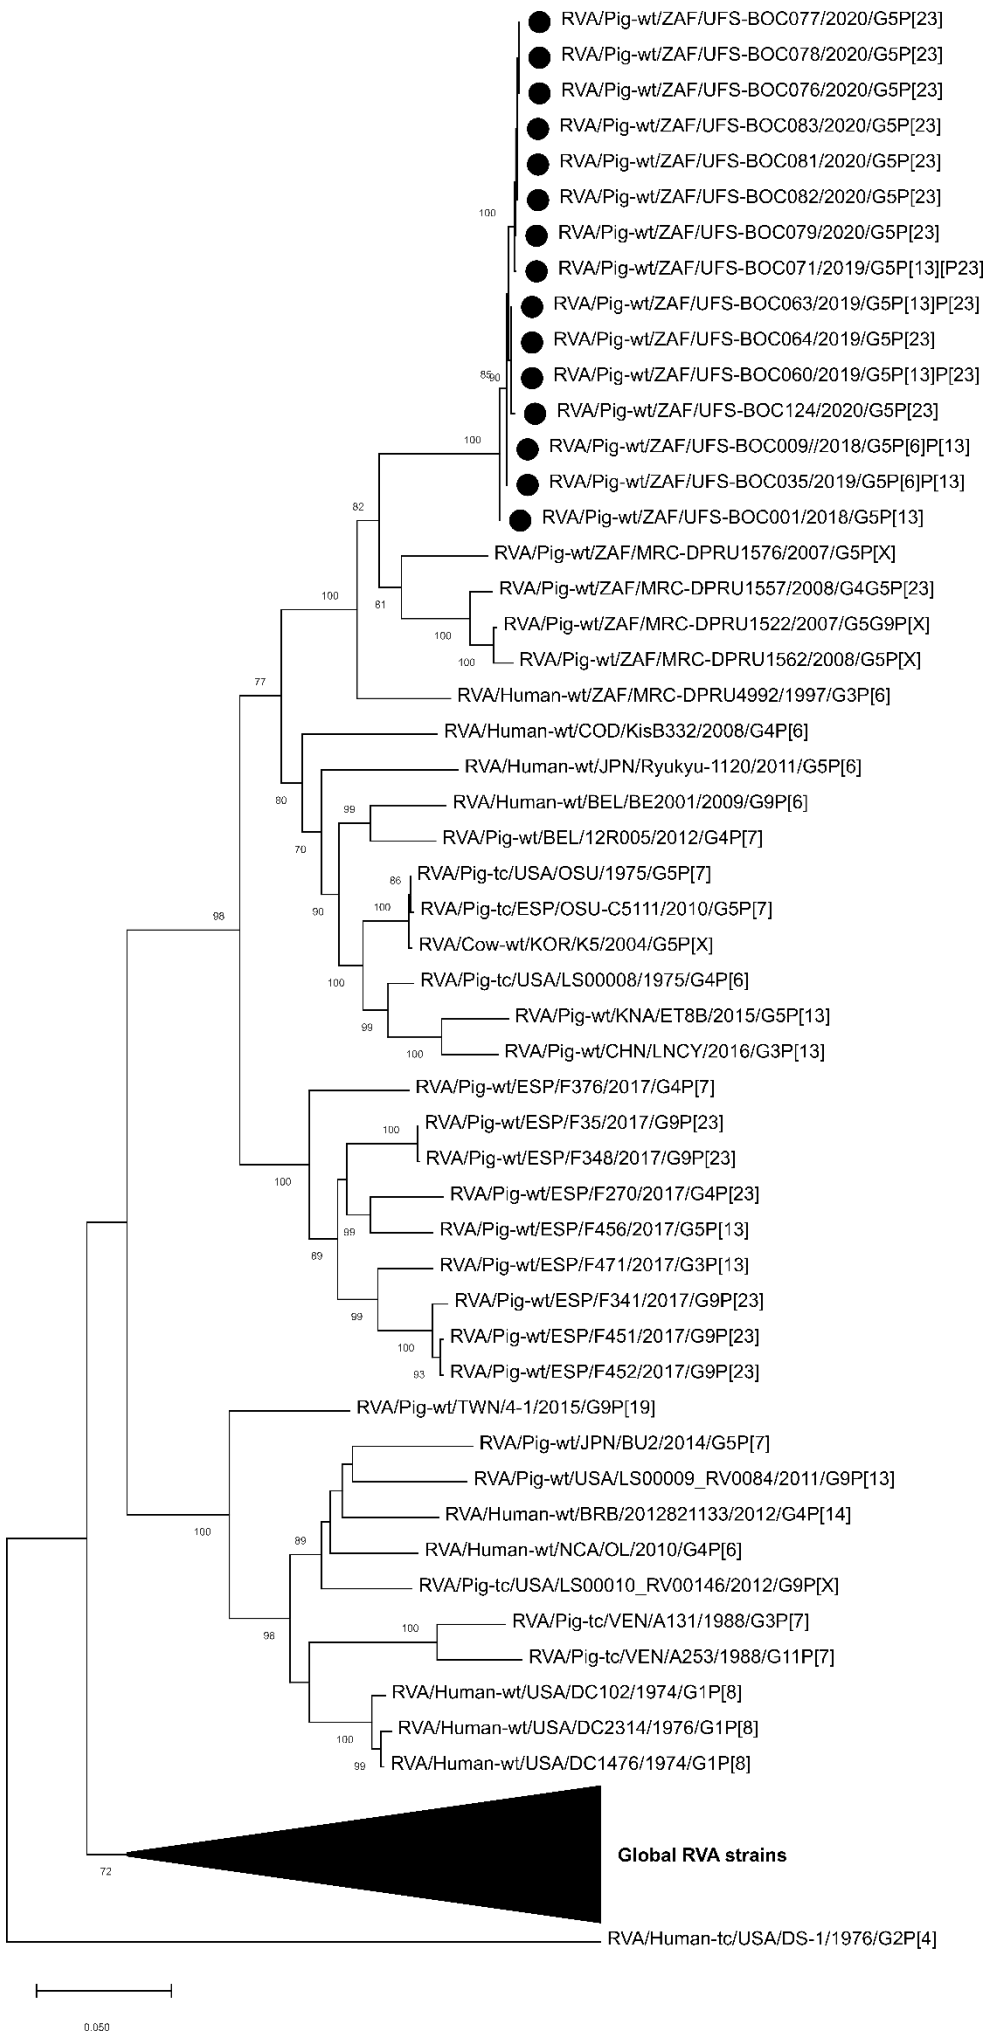 RVA/Pig-wt/ZAF/UFS-BOC077/2020/G5P[23]
RVA/Pig-wt/ZAF/UFS-BOC078/2020/G5P[23]
RVA/Pig-wt/ZAF/UFS-BOC076/2020/G5P[23]
RVA/Pig-wt/ZAF/UFS-BOC083/2020/G5P[23]
RVA/Pig-wt/ZAF/UFS-BOC081/2020/G5P[23]
RVA/Pig-wt/ZAF/UFS-BOC082/2020/G5P[23]
100
RVA/Pig-wt/ZAF/UFS-BOC079/2020/G5P[23]
RVA/Pig-wt/ZAF/UFS-BOC071/2019/G5P[13][P23]
RVA/Pig-wt/ZAF/UFS-BOC063/2019/G5P[13]P[23]
RVA/Pig-wt/ZAF/UFS-BOC064/2019/G5P[23]
85
90
RVA/Pig-wt/ZAF/UFS-BOC060/2019/G5P[13]P[23]
RVA/Pig-wt/ZAF/UFS-BOC124/2020/G5P[23]
100
RVA/Pig-wt/ZAF/UFS-BOC009//2018/G5P[6]P[13]
RVA/Pig-wt/ZAF/UFS-BOC035/2019/G5P[6]P[13]
82
RVA/Pig-wt/ZAF/UFS-BOC001/2018/G5P[13]
RVA/Pig-wt/ZAF/MRC-DPRU1576/2007/G5P[X]
100
81
RVA/Pig-wt/ZAF/MRC-DPRU1557/2008/G4G5P[23]
RVA/Pig-wt/ZAF/MRC-DPRU1522/2007/G5G9P[X]
100
100
RVA/Pig-wt/ZAF/MRC-DPRU1562/2008/G5P[X]
77
RVA/Human-wt/ZAF/MRC-DPRU4992/1997/G3P[6]
RVA/Human-wt/COD/KisB332/2008/G4P[6]
RVA/Human-wt/JPN/Ryukyu-1120/2011/G5P[6]
80
99
RVA/Human-wt/BEL/BE2001/2009/G9P[6]
70
RVA/Pig-wt/BEL/12R005/2012/G4P[7]
86
RVA/Pig-tc/USA/OSU/1975/G5P[7]
98
90
100
RVA/Pig-tc/ESP/OSU-C5111/2010/G5P[7]
RVA/Cow-wt/KOR/K5/2004/G5P[X]
100
RVA/Pig-tc/USA/LS00008/1975/G4P[6]
99
RVA/Pig-wt/KNA/ET8B/2015/G5P[13]
100
RVA/Pig-wt/CHN/LNCY/2016/G3P[13]
RVA/Pig-wt/ESP/F376/2017/G4P[7]
100
RVA/Pig-wt/ESP/F35/2017/G9P[23]
RVA/Pig-wt/ESP/F348/2017/G9P[23]
100
RVA/Pig-wt/ESP/F270/2017/G4P[23]
99
RVA/Pig-wt/ESP/F456/2017/G5P[13]
89
RVA/Pig-wt/ESP/F471/2017/G3P[13]
99
RVA/Pig-wt/ESP/F341/2017/G9P[23]
100
RVA/Pig-wt/ESP/F451/2017/G9P[23]
93
RVA/Pig-wt/ESP/F452/2017/G9P[23]
RVA/Pig-wt/TWN/4-1/2015/G9P[19]
RVA/Pig-wt/JPN/BU2/2014/G5P[7]
RVA/Pig-wt/USA/LS00009_RV0084/2011/G9P[13]
RVA/Human-wt/BRB/2012821133/2012/G4P[14]
100
89
RVA/Human-wt/NCA/OL/2010/G4P[6]
RVA/Pig-tc/USA/LS00010_RV00146/2012/G9P[X]
98
100
RVA/Pig-tc/VEN/A131/1988/G3P[7]
RVA/Pig-tc/VEN/A253/1988/G11P[7]
RVA/Human-wt/USA/DC102/1974/G1P[8]
100
RVA/Human-wt/USA/DC2314/1976/G1P[8]
99
RVA/Human-wt/USA/DC1476/1974/G1P[8]
Global RVA strains
72
RVA/Human-tc/USA/DS-1/1976/G2P[4]
0.050